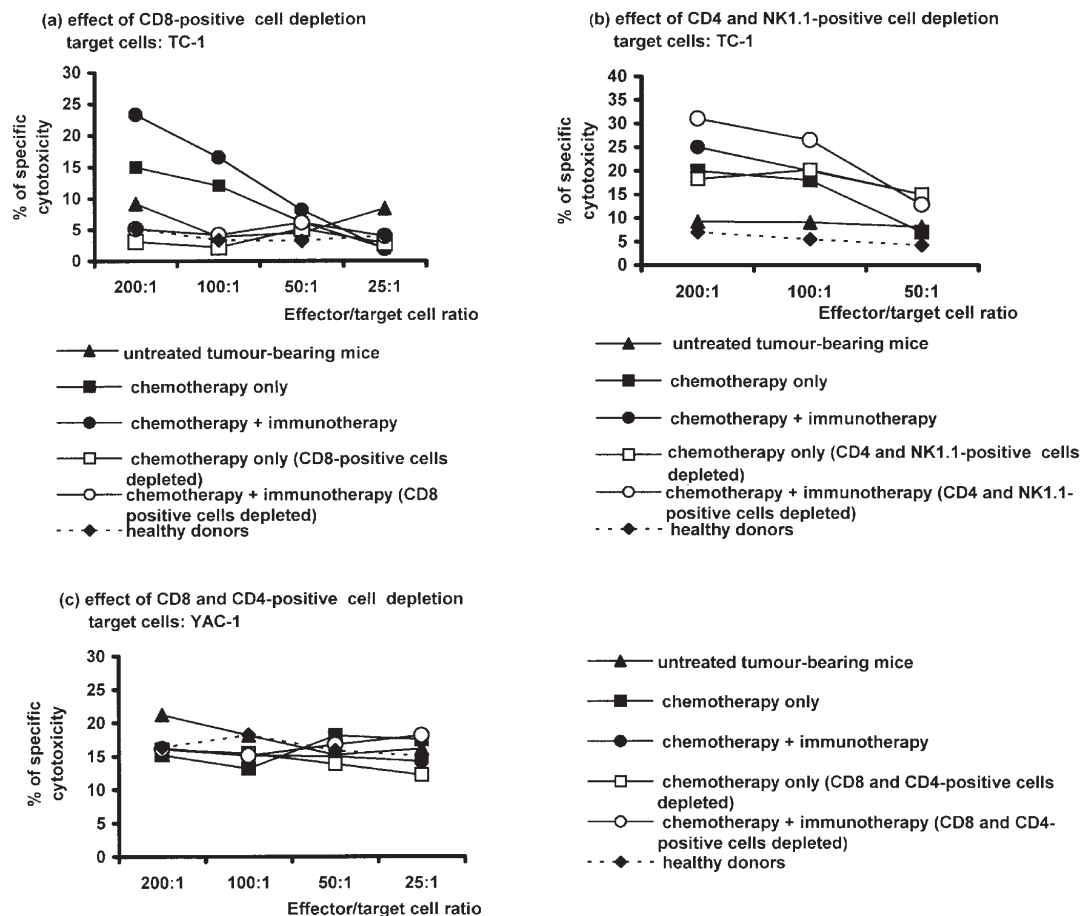 (a) effect of CD8-positive cell depletion
target cells: TC-1
% of specific
cytotoxicity
30
25
20
15
10
5
0
200:1 100:1 50:1 25:1
Effector/target cell ratio
untreated tumour-bearing mice
chemotherapy only
chemotherapy + immunotherapy
chemotherapy only (CD8-positive cells
depleted)
chemotherapy + immunotherapy (CD8
positive cells depleted)
healthy donors
(b) effect of CD4 and NK1.1-positive cell depletion
target cells: TC-1
% of specific
cytotoxicity
40
35
30
25
20
15
10
5
0
200:1 100:1 50:1
Effector/target cell ratio
untreated tumour-bearing mice
chemotherapy only
chemotherapy + immunotherapy
chemotherapy only (CD4 and NK1.1-positive cells
depleted)
chemotherapy + immunotherapy (CD4 and NK1.1-
positive cells depleted)
healthy donors
(c) effect of CD8 and CD4-positive cell depletion
target cells: YAC-1
% of specific
cytotoxicity
30
25
20
15
10
5
0
200:1 100:1 50:1 25:1
Effector/target cell ratio
untreated tumour-bearing mice
chemotherapy only
chemotherapy + immunotherapy
chemotherapy only (CD8 and CD4-positive cells
depleted)
chemotherapy + immunotherapy (CD8 and CD4-
positive cells depleted)
healthy donors